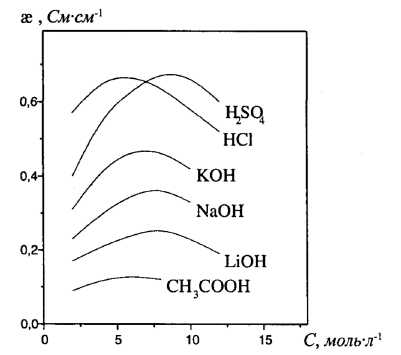 æ, См·см⁻¹
0,6
H₂SO₄
HCl
0,4
KOH
NaOH
0,2
LiOH
CH₃COOH
0,0
0 5 10 15
C, моль·л⁻¹